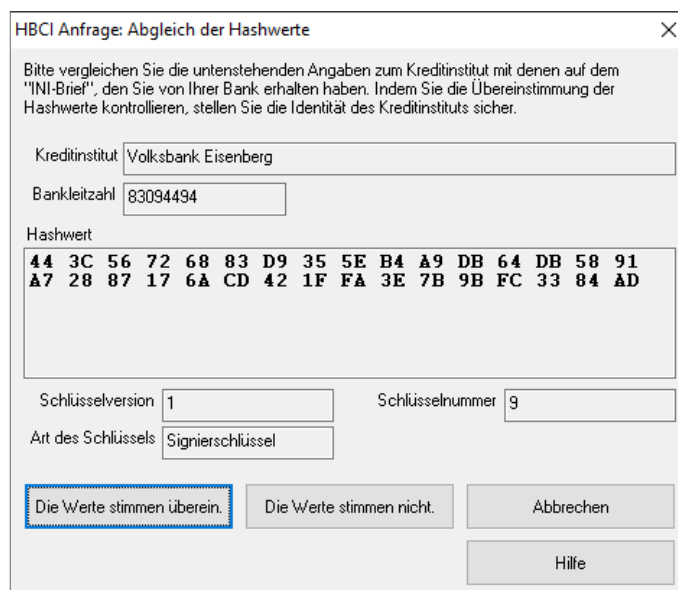 HBCI Anfrage: Abgleich der Hashwerte
Bitte vergleichen Sie die untenstehenden Angaben zum Kreditinstitut mit denen auf dem
"INI-Brief", den Sie von Ihrer Bank erhalten haben. Indem Sie die Übereinstimmung der
Hashwerte kontrollieren, stellen Sie die Identität des Kreditinstituts sicher.
Kreditinstitut Volksbank Eisenberg
Bankleitzahl 83094494
Hashwert
44 3C 56 72 68 83 D9 35 5E B4 A9 DB 64 DB 58 91
A7 28 87 17 6A CD 42 1F FA 3E 7B 9B FC 33 84 AD
Schlüsselversion 1 Schlüsselnummer 9
Art des Schlüssels Signierschlüssel
Die Werte stimmen überein. Die Werte stimmen nicht. Abbrechen
Hilfe